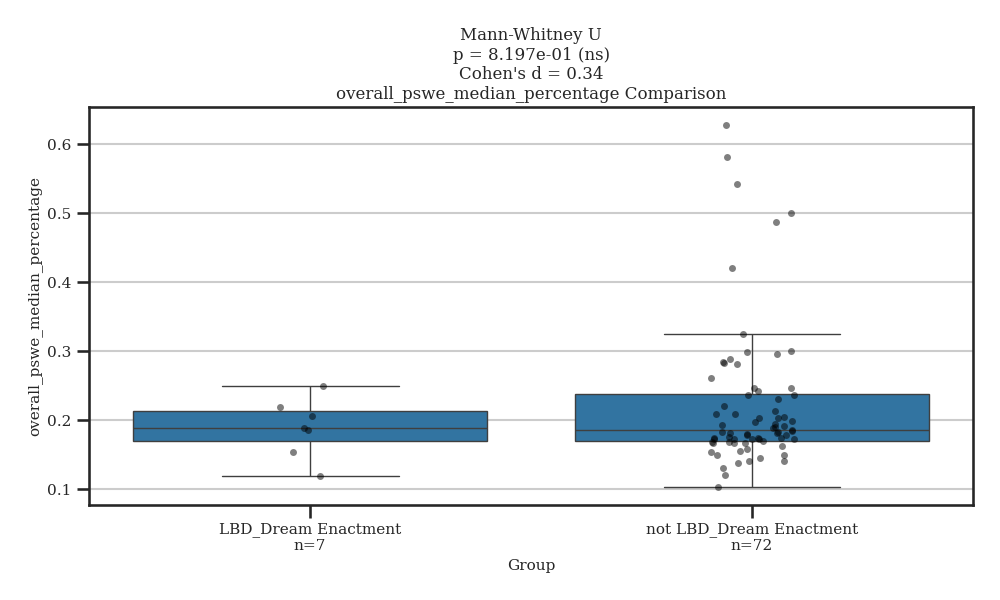 Mann-Whitney U
p = 8.197e-01 (ns)
Cohen's d = 0.34
overall_pswe_median_percentage Comparison
overall_pswe_median_percentage
0.6
0.5
0.4
0.3
0.2
0.1
LBD_Dream Enactment
n=7
not LBD_Dream Enactment
n=72
Group